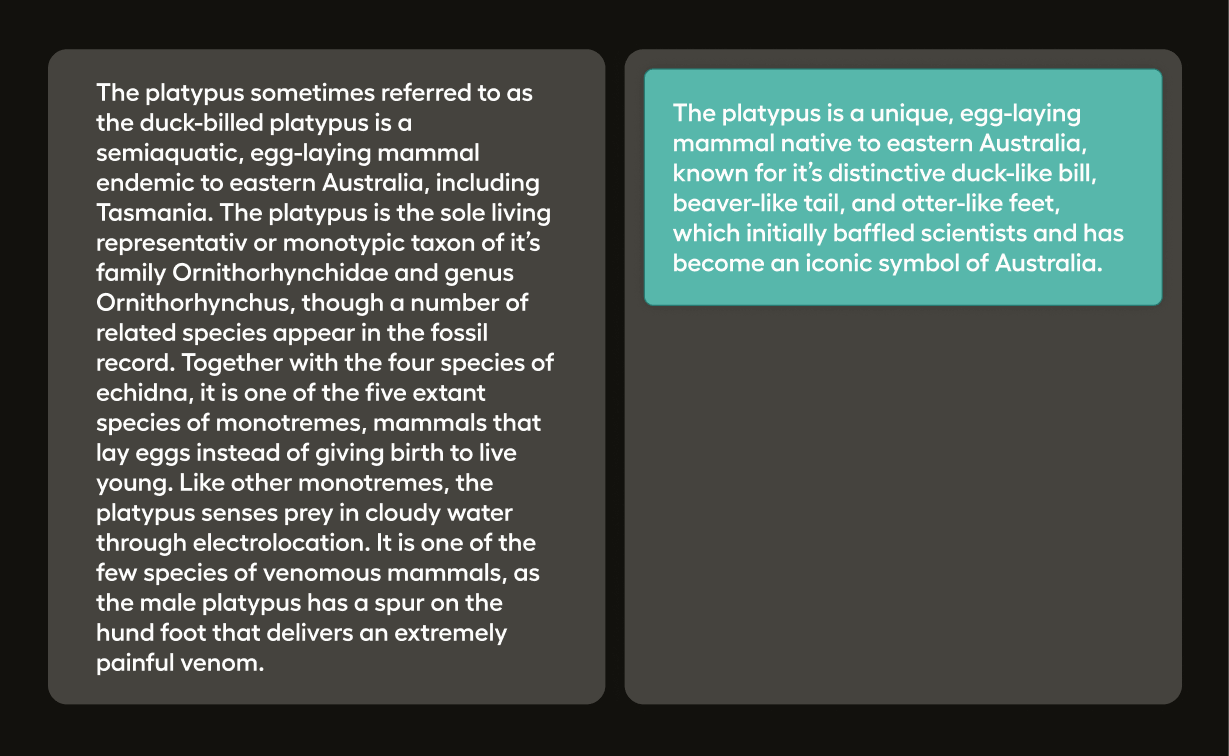 The platypus sometimes referred to as
the duck-billed platypus is a
semiaquatic, egg-laying mammal
endemic to eastern Australia, including
Tasmania. The platypus is the sole living
representativ or monotypic taxon of it’s
family Ornithorhynchidae and genus
Ornithorhynchus, though a number of
related species appear in the fossil
record. Together with the four species of
echidna, it is one of the five extant
species of monotremes, mammals that
lay eggs instead of giving birth to live
young. Like other monotremes, the
platypus senses prey in cloudy water
through electrolocation. It is one of the
few species of venomous mammals, as
the male platypus has a spur on the
hund foot that delivers an extremely
painful venom.
The platypus is a unique, egg-laying
mammal native to eastern Australia,
known for it’s distinctive duck-like bill,
beaver-like tail, and otter-like feet,
which initially baffled scientists and has
become an iconic symbol of Australia.